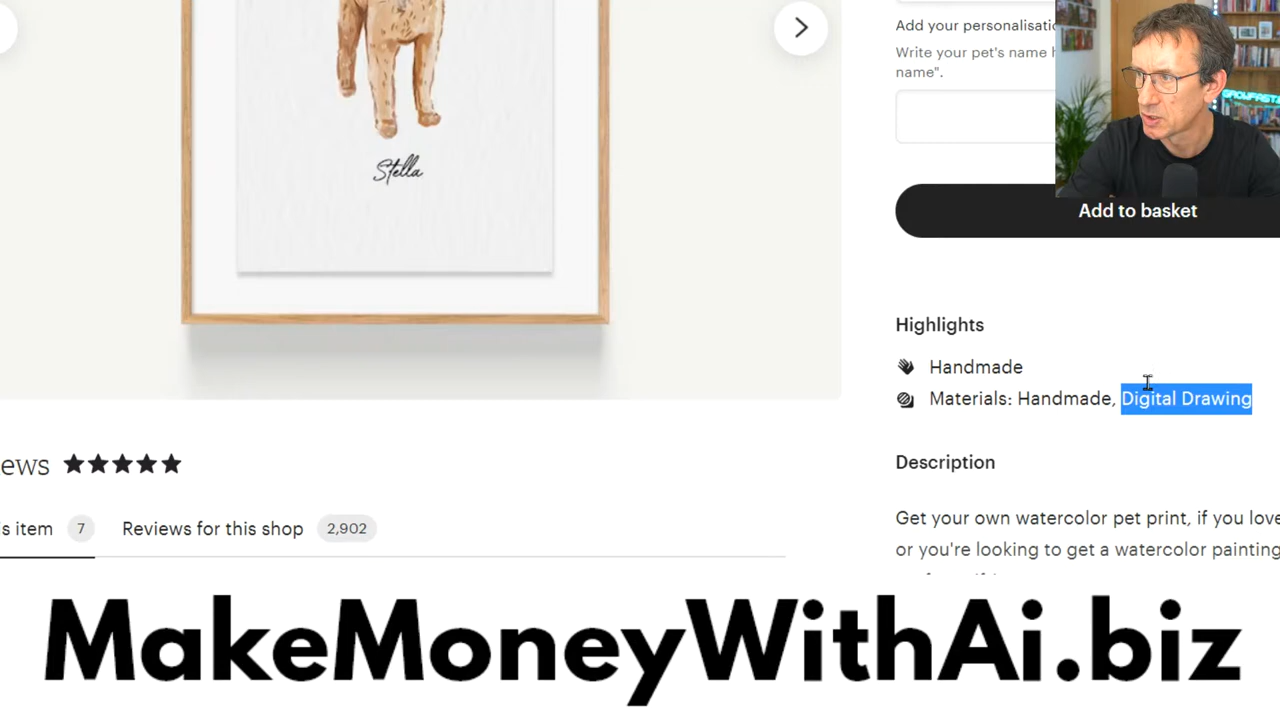 Add your personalisatio
Write your pet's name
name".
Add to basket
Stella
Highlights
Handmade
Materials: Handmade, Digital Drawing
Description
Get your own watercolor pet print, if you love
or you're looking to get a watercolor painting
ews
s item 7 Reviews for this shop 2,902
MakeMoneyWithAi.biz